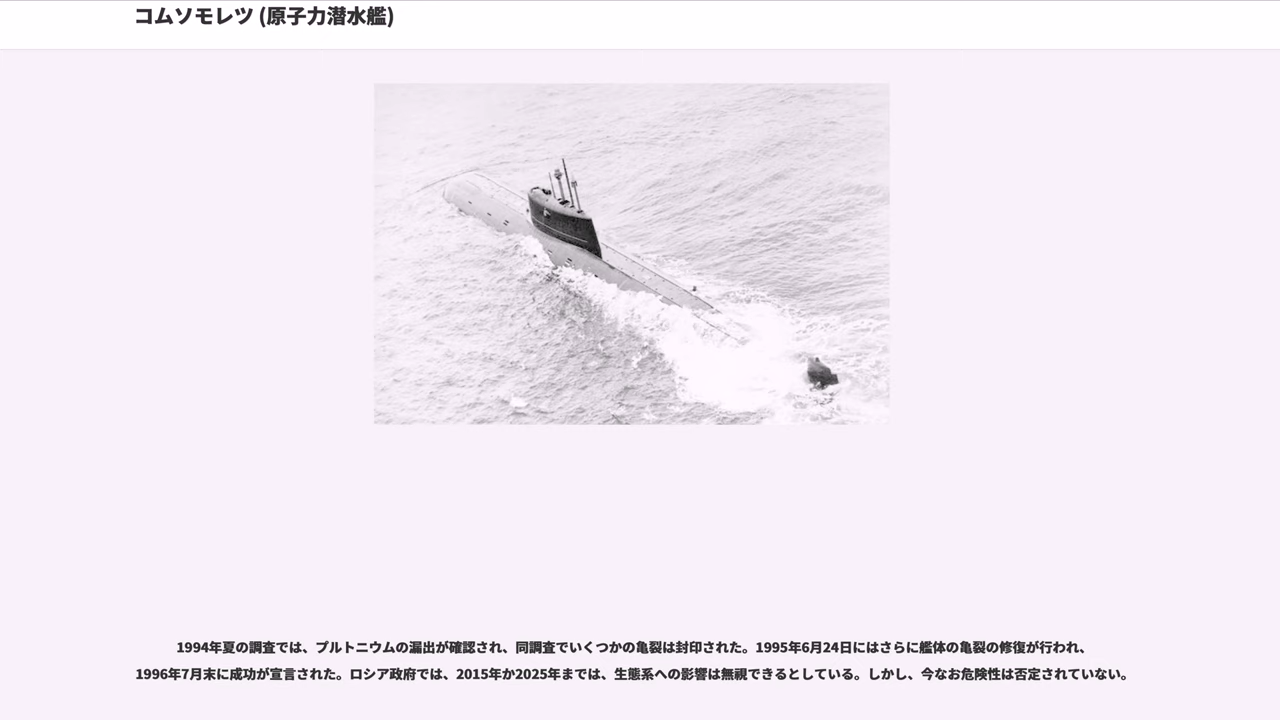 コムソモレツ (原子力潜水艦)
1994年夏の調査では、プルトニウムの漏出が確認され、同調査でいくつかの亀裂は封印された。1995年6月24日にはさらに艦体の亀裂の修復が行われ、
1996年7月末に成功が宣言された。ロシア政府では、2015年か2025年までは、生態系への影響は無視できるとしている。しかし、今なお危険性は否定されていない。